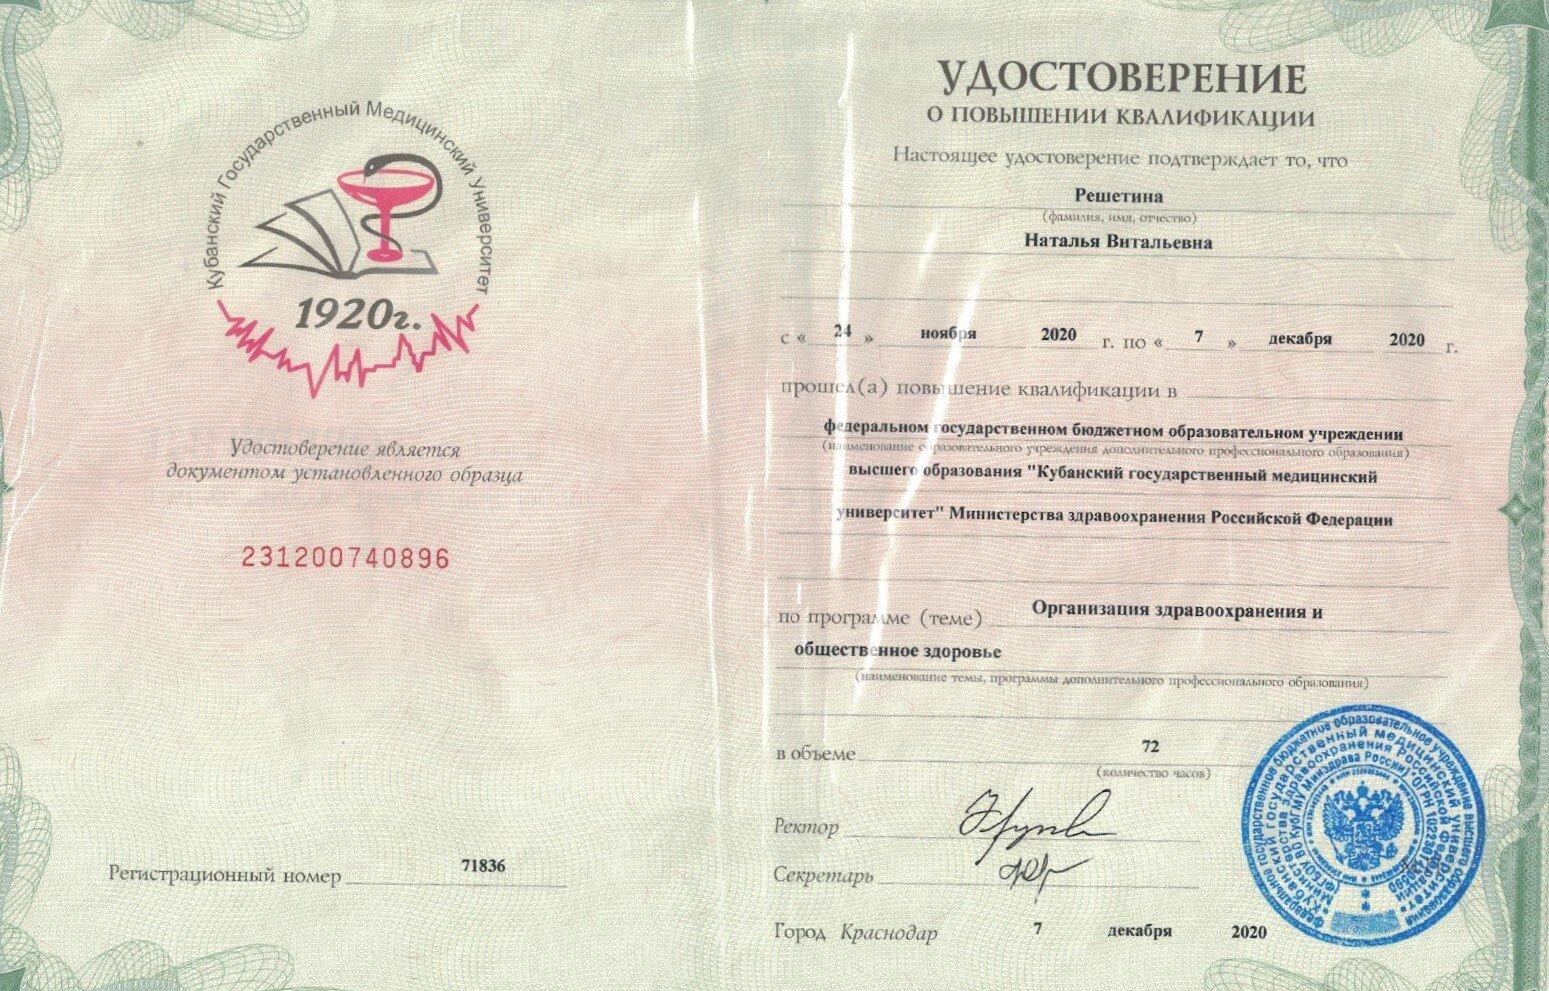 Кубанский Государственный Медицинский Университет
1920г.
Удостоверение является
документом установленного образца
231200740896
Регистрационный номер 71836
УДОСТОВЕРЕНИЕ
О ПОВЫШЕНИИ КВАЛИФИКАЦИИ
Настоящее удостоверение подтверждает то, что
Решетина
(фамилия, имя, отчество)
Наталья Витальевна
с « 24 » ноября 2020 г. по « 7 » декабря 2020 г.
прошел(а) повышение квалификации в
федеральном государственном бюджетном образовательном учреждении
(наименование образовательного учреждения дополнительного профессионального образования)
высшего образования "Кубанский государственный медицинский
университет" Министерства здравоохранения Российской Федерации
по программе (теме) Организация здравоохранения и
общественное здоровье
(наименование темы, программы дополнительного профессионального образования)
в объеме 72
(количество часов)
Ректор
Секретарь
Город Краснодар 7 декабря 2020